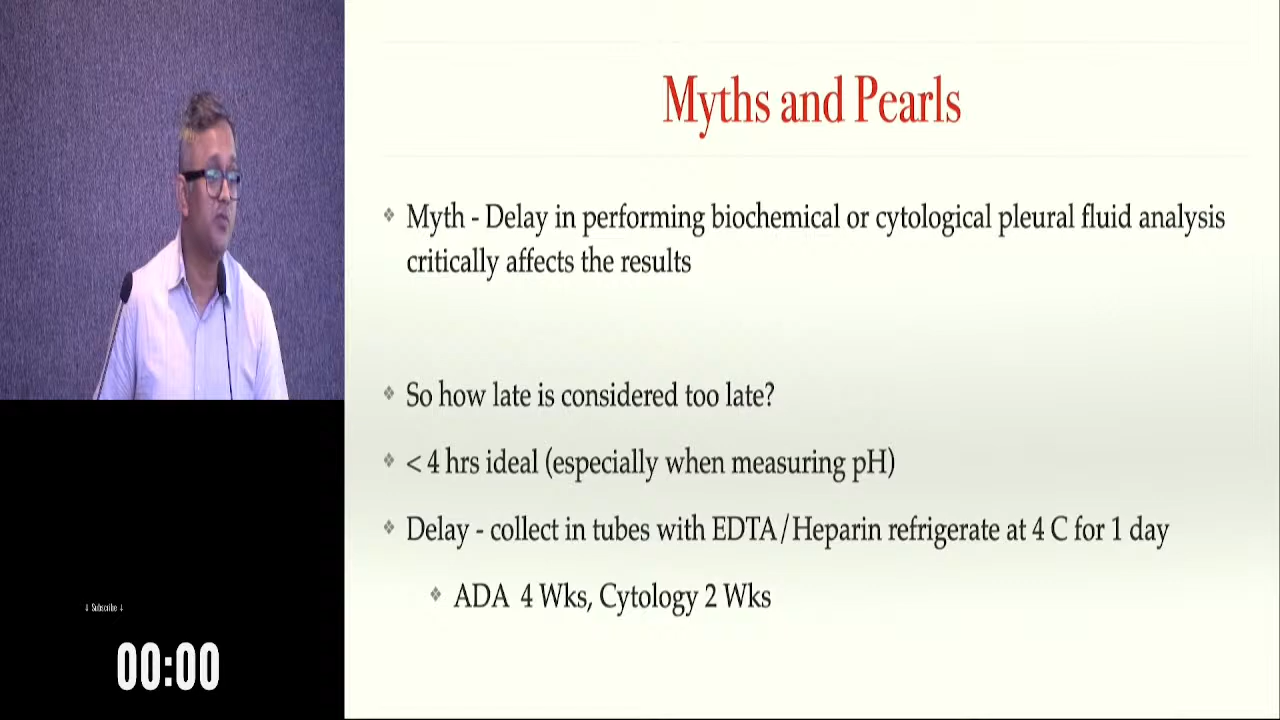 Myths and Pearls
❖ Myth - Delay in performing biochemical or cytological pleural fluid analysis
critically affects the results
❖ So how late is considered too late?
❖ < 4 hrs ideal (especially when measuring pH)
❖ Delay - collect in tubes with EDTA/Heparin refrigerate at 4 C for 1 day
❖ ADA 4 Wks, Cytology 2 Wks
↓ Subscribe ↓
00:00